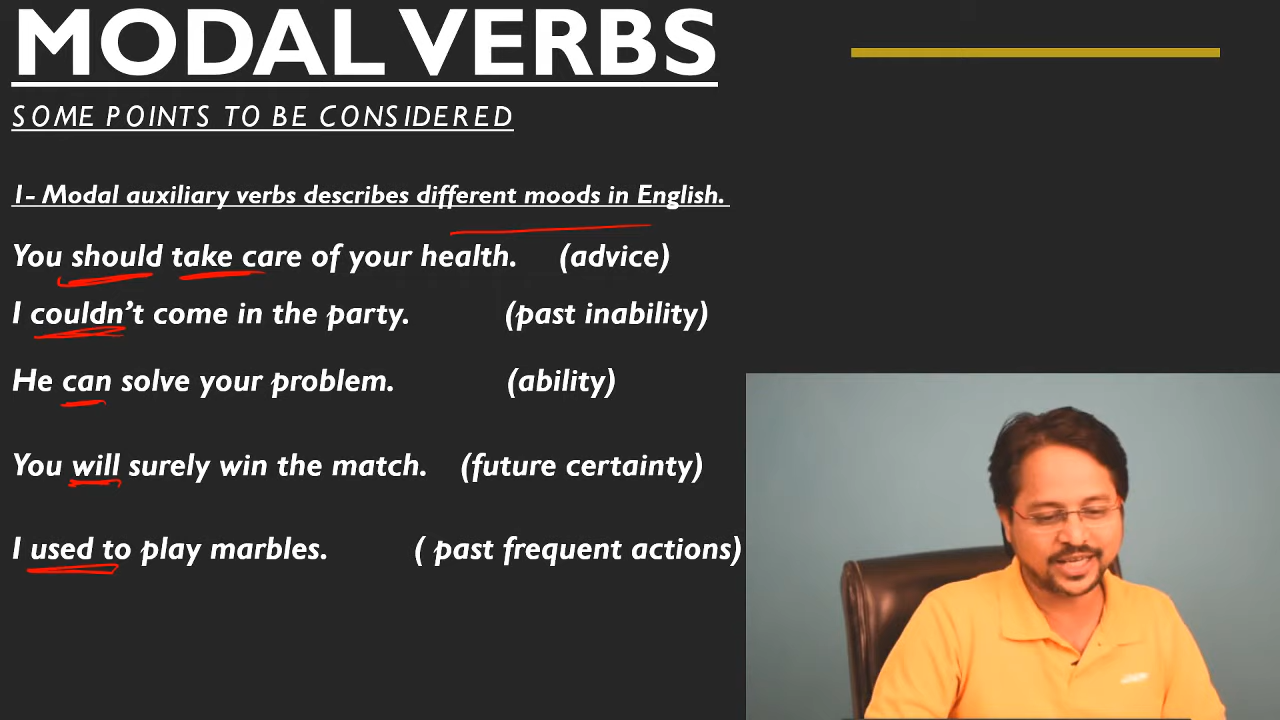 MODAL VERBS
SOME POINTS TO BE CONSIDERED
1- Modal auxiliary verbs describes different moods in English.
You should take care of your health. (advice)
I couldn't come in the party. (past inability)
He can solve your problem. (ability)
You will surely win the match. (future certainty)
I used to play marbles. ( past frequent actions)